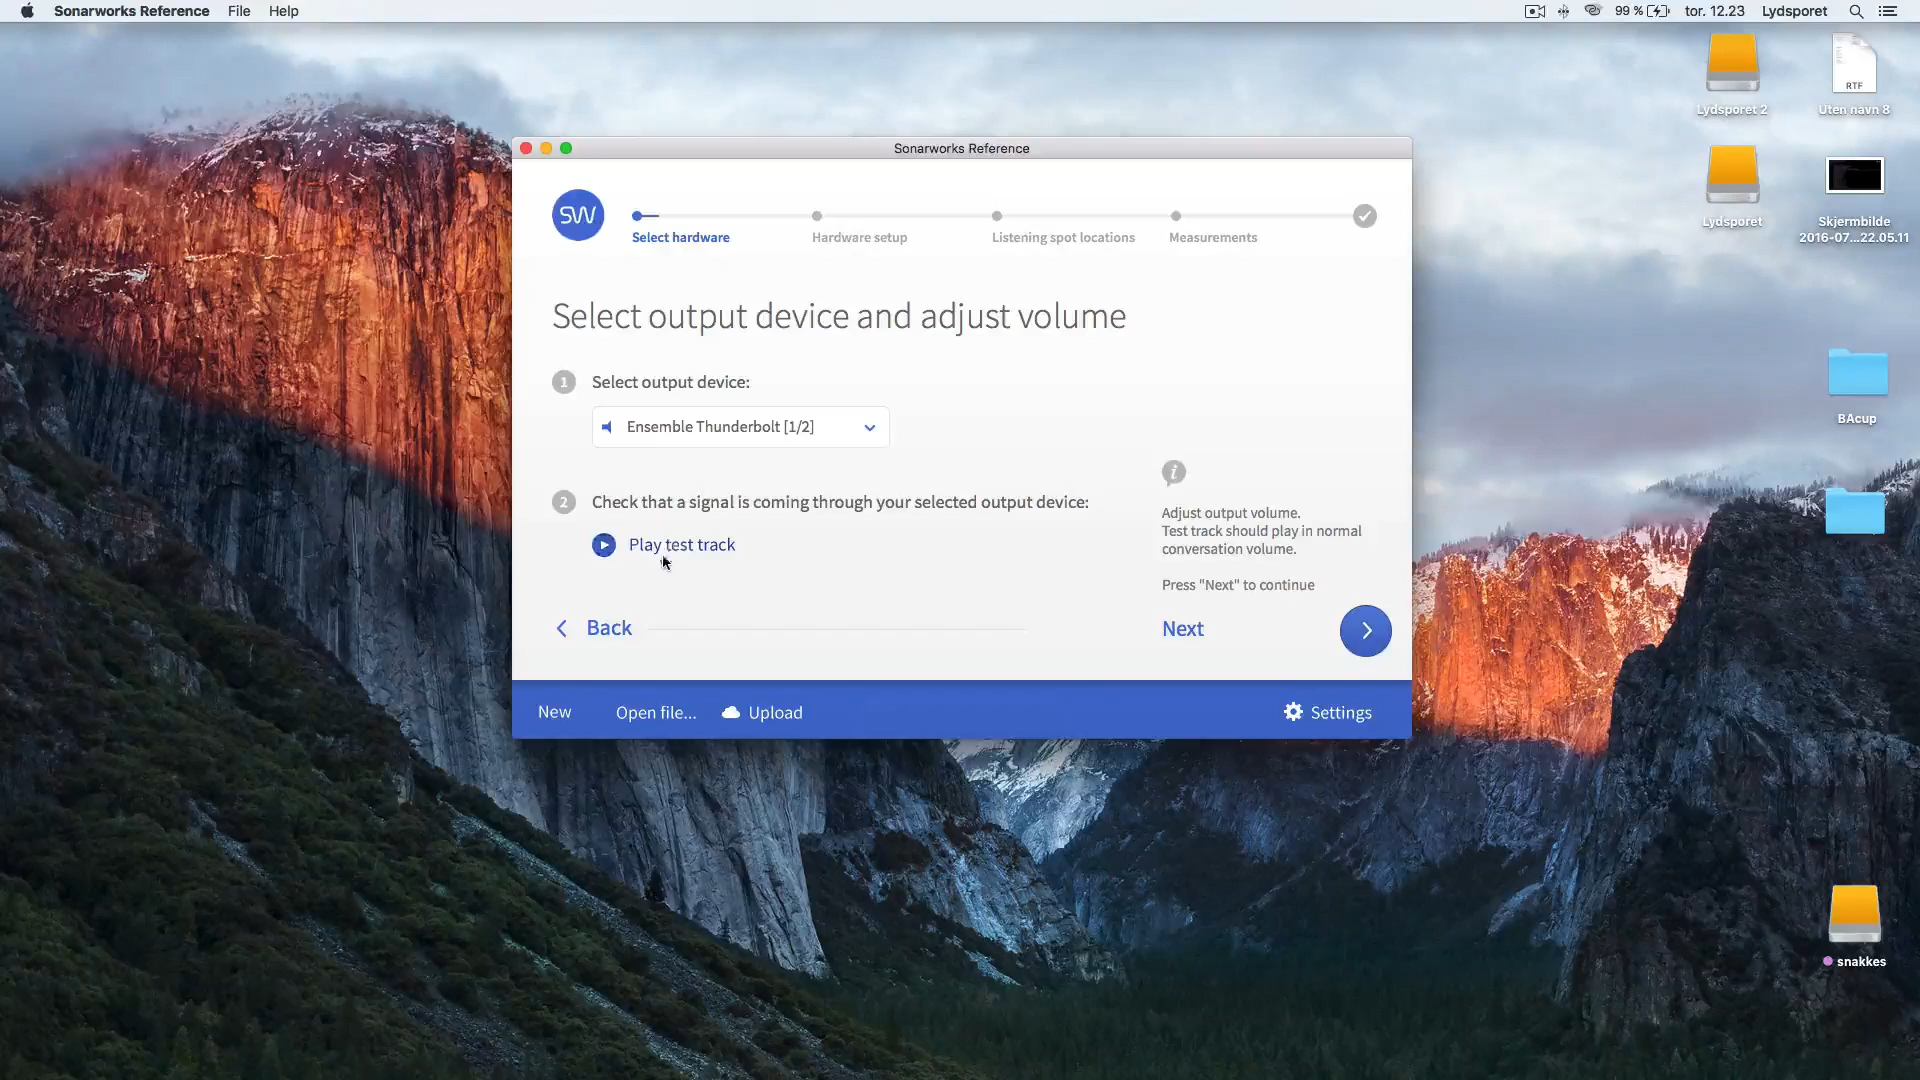 Sonarworks Reference File Help
99 % tor. 12.23 Lydsporet
Lydsporet 2
RTF
Uten navn 8
Lydsporet
Skjermbilde
2016-07...22.05.11
BAcup
snakkes
Sonarworks Reference
SW
Select hardware
Hardware setup
Listening spot locations
Measurements
Select output device and adjust volume
1 Select output device:
Ensemble Thunderbolt [1/2]
2 Check that a signal is coming through your selected output device:
Play test track
i
Adjust output volume.
Test track should play in normal
conversation volume.
Press "Next" to continue
Back
Next
New
Open file...
Upload
Settings